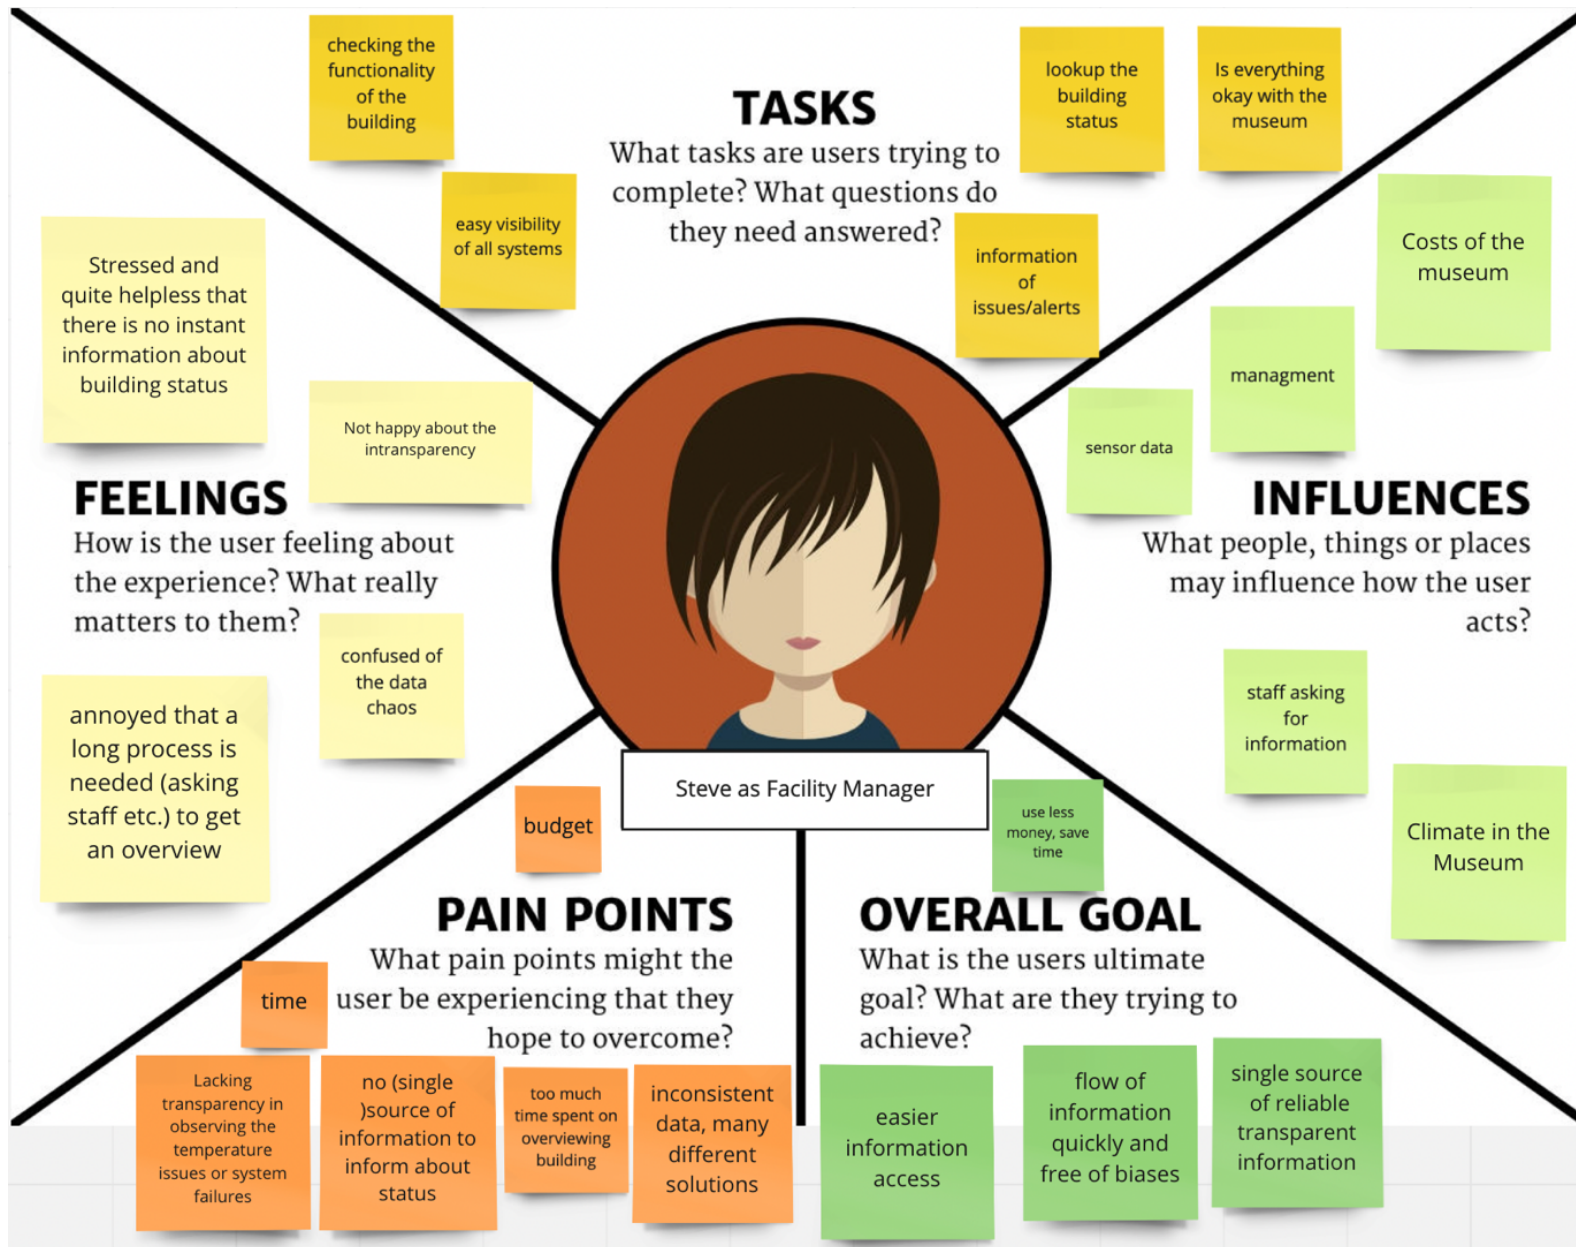 checking the
functionality
of the
building
easy visibility
of all systems
TASKS
What tasks are users trying to
complete? What questions do
they need answered?
lookup the
building
status
Is everything
okay with the
museum
information
of
issues/alerts
Stressed and
quite helpless that
there is no instant
information about
building status
Not happy about the
intransparency
FEELINGS
How is the user feeling about
the experience? What really
matters to them?
confused of
the data
chaos
annoyed that a
long process is
needed (asking
staff etc.) to get
an overview
Costs of the
museum
managment
sensor data
INFLUENCES
What people, things or places
may influence how the user
acts?
staff asking
for
information
Climate in the
Museum
Steve as Facility Manager
budget
PAIN POINTS
What pain points might the
user be experiencing that they
hope to overcome?
time
Lacking
transparency in
observing the
temperature
issues or system
failures
no (single
)source of
information to
inform about
status
too much
time spent on
overviewing
building
inconsistent
data, many
different
solutions
use less
money, save
time
OVERALL GOAL
What is the users ultimate
goal? What are they trying to
achieve?
easier
information
access
flow of
information
quickly and
free of biases
single source
of reliable
transparent
information